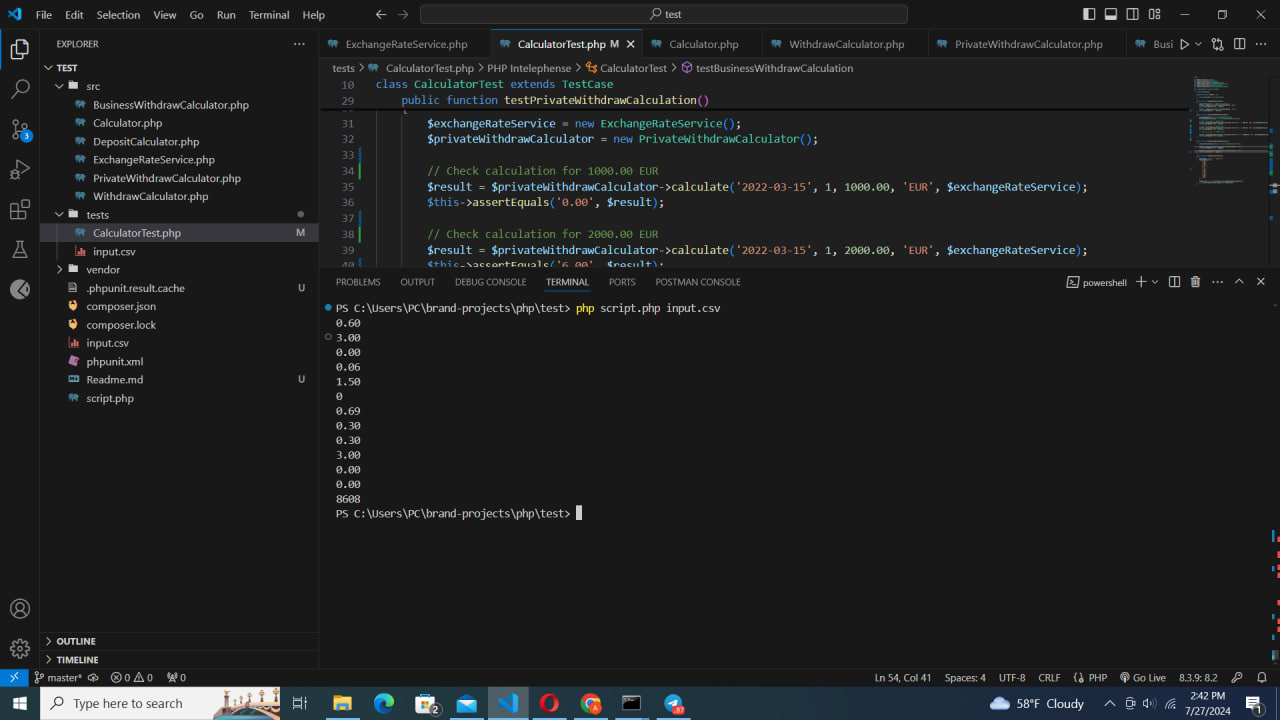 File Edit Selection View Go Run Terminal Help
test
EXPLORER
ExchangeRateService.php
CalculatorTest.php M
Calculator.php
WithdrawCalculator.php
PrivateWithdrawCalculator.php
Busi
TEST
src
BusinessWithdrawCalculator.php
Calculator.php
DepositCalculator.php
ExchangeRateService.php
PrivateWithdrawCalculator.php
WithdrawCalculator.php
tests
CalculatorTest.php M
input.csv
vendor
.phpunit.result.cache U
composer.json
composer.lock
input.csv
phpunit.xml
Readme.md U
script.php
OUTLINE
TIMELINE
3
tests > CalculatorTest.php > PHP Intelephense > CalculatorTest > testBusinessWithdrawCalculation
10 class CalculatorTest extends TestCase
29 public function testPrivateWithdrawCalculation()
31 $exchangeRateService = new ExchangeRateService();
32 $privateWithdrawCalculator = new PrivateWithdrawCalculator();
33
34 // Check calculation for 1000.00 EUR
35 $result = $privateWithdrawCalculator->calculate('2022-03-15', 1, 1000.00, 'EUR', $exchangeRateService);
36 $this->assertEquals('0.00', $result);
37
38 // Check calculation for 2000.00 EUR
39 $result = $privateWithdrawCalculator->calculate('2022-03-15', 1, 2000.00, 'EUR', $exchangeRateService);
40 $this->assertEquals('6.00', $result);
PROBLEMS OUTPUT DEBUG CONSOLE TERMINAL PORTS POSTMAN CONSOLE
powershell
PS C:\Users\PC\brand-projects\php\test> php script.php input.csv
0.60
3.00
0.00
0.06
1.50
0
0.69
0.30
0.30
3.00
0.00
0.00
8608
PS C:\Users\PC\brand-projects\php\test>
master* 0 0 0
Ln 54, Col 41 Spaces: 4 UTF-8 CRLF PHP Go Live 8.3.9: 8.2
Type here to search
2
87
58°F Cloudy
2:42 PM
7/27/2024
1